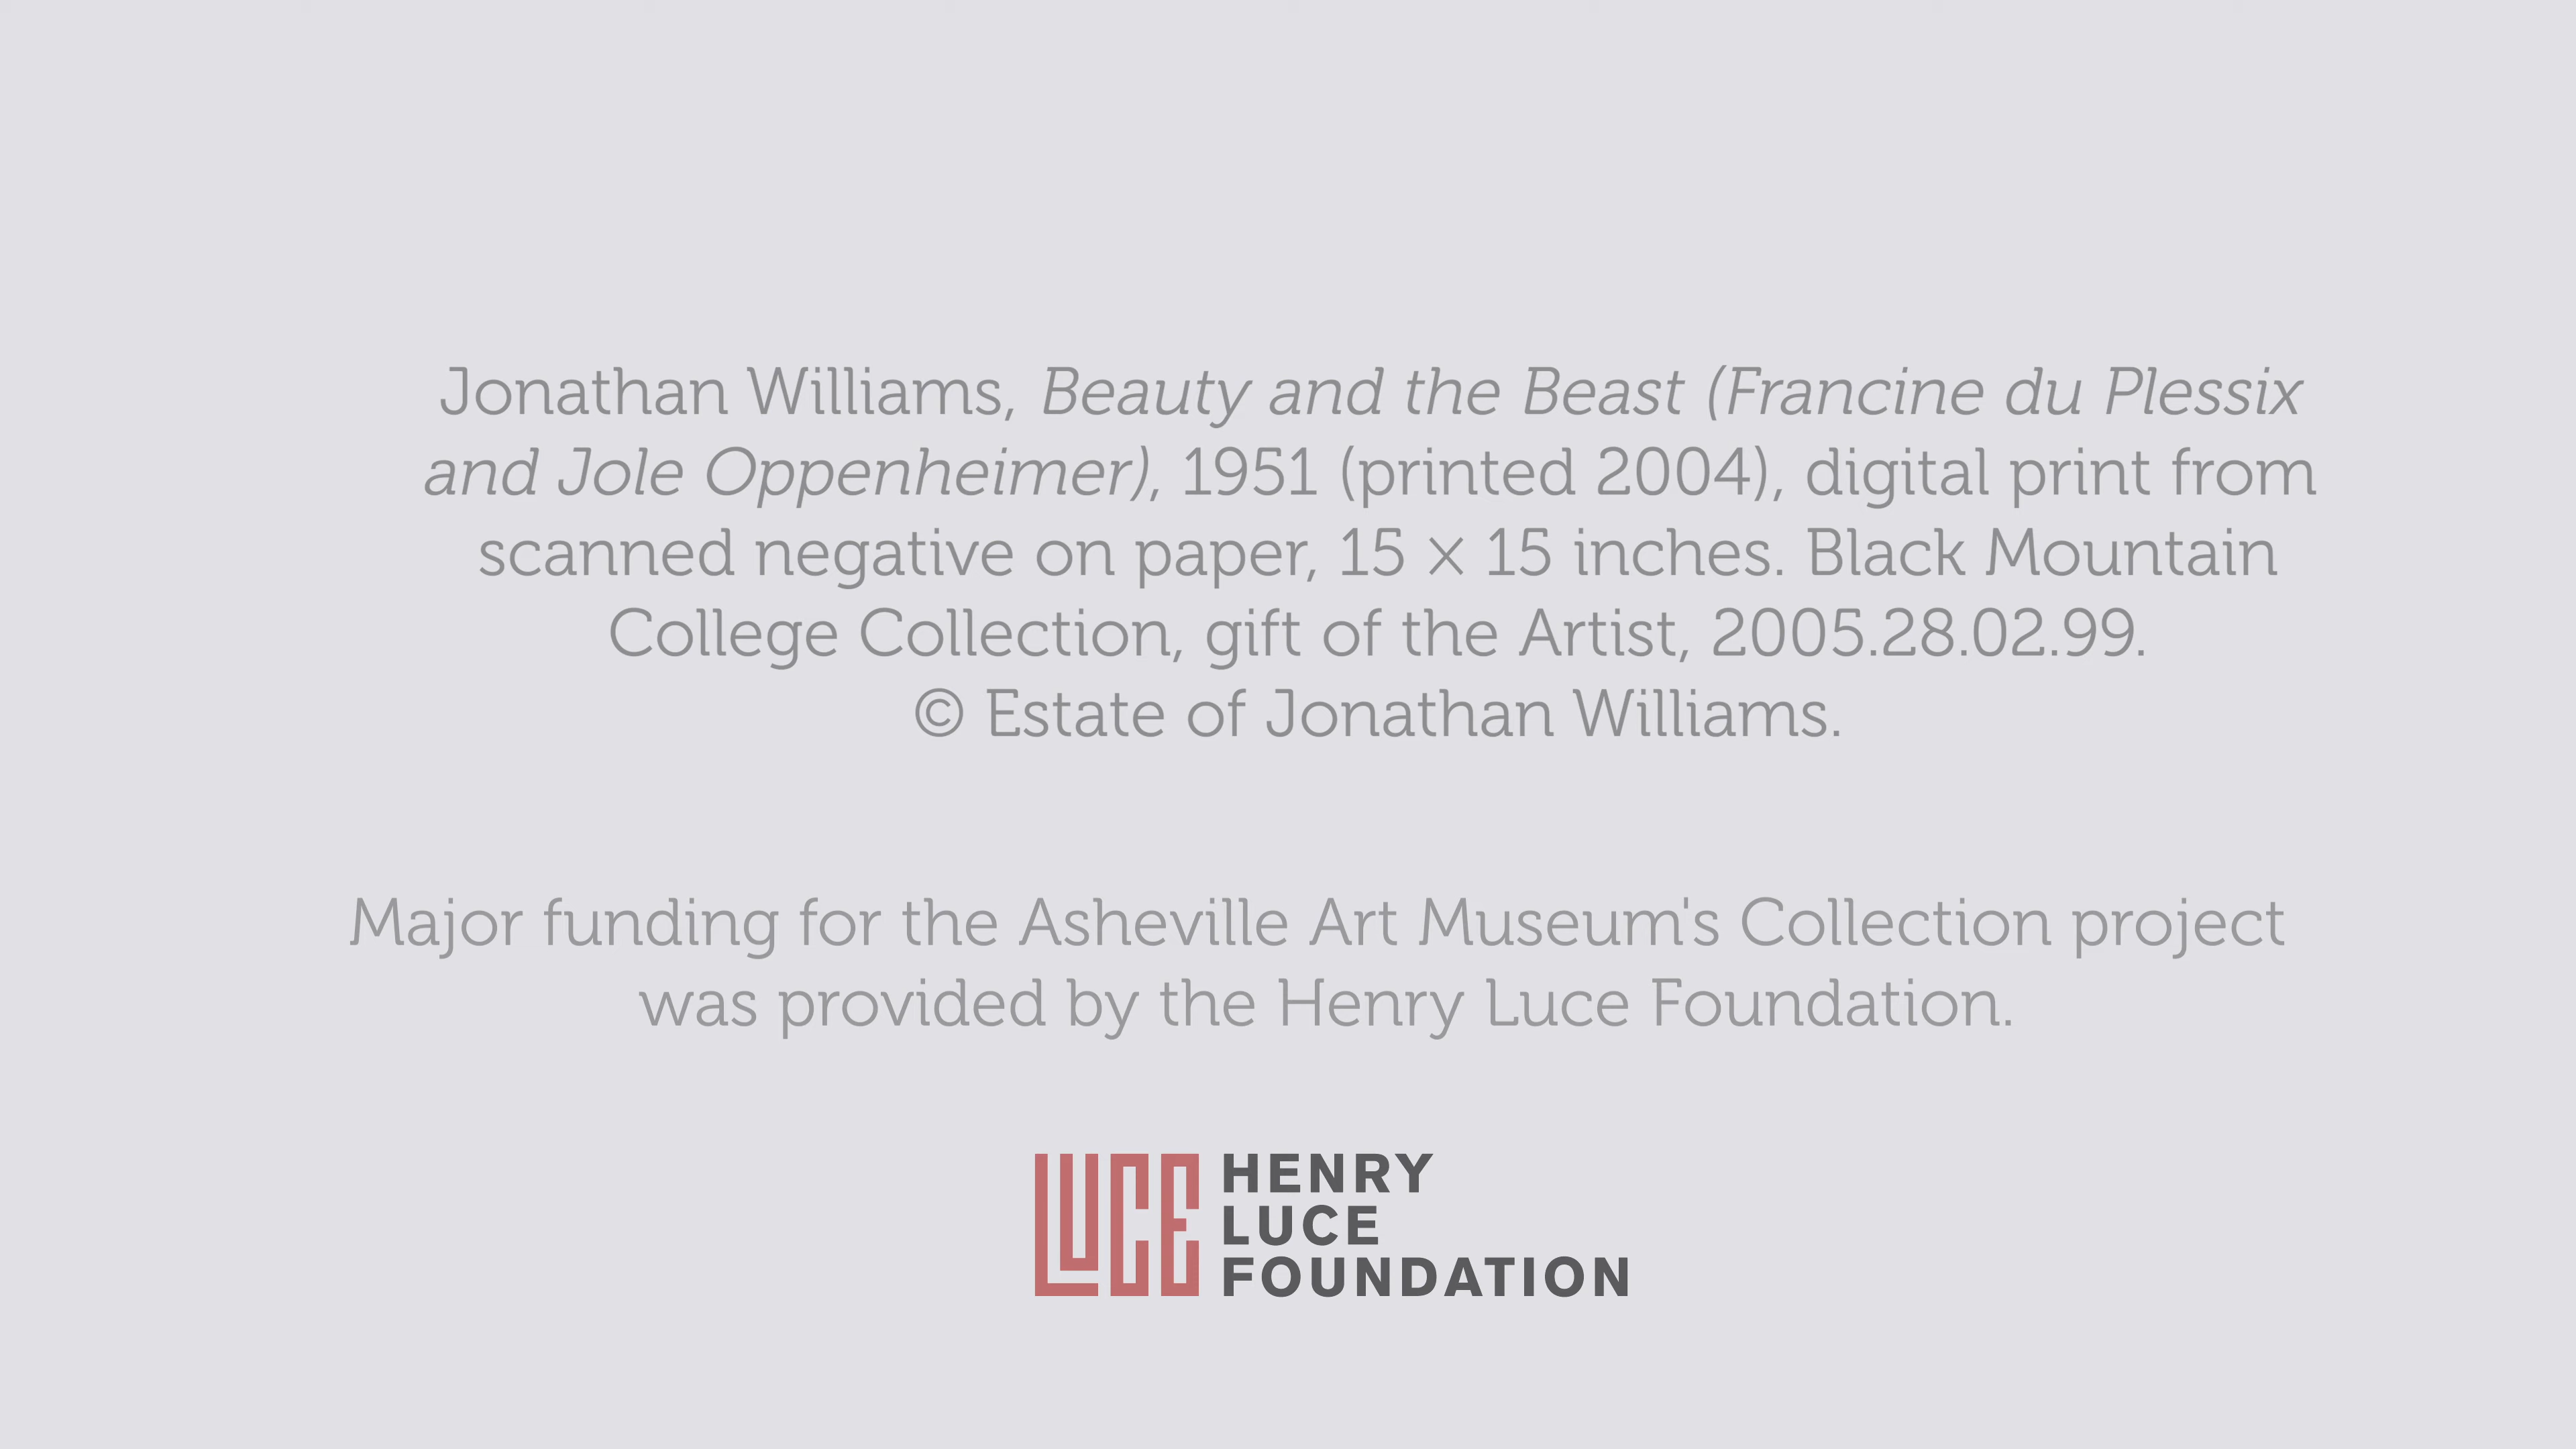 Jonathan Williams, Beauty and the Beast (Francine du Plessix
and Jole Oppenheimer), 1951 (printed 2004), digital print from
scanned negative on paper, 15 × 15 inches. Black Mountain
College Collection, gift of the Artist, 2005.28.02.99.
© Estate of Jonathan Williams.
Major funding for the Asheville Art Museum's Collection project
was provided by the Henry Luce Foundation.
LUCE
HENRY
LUCE
FOUNDATION